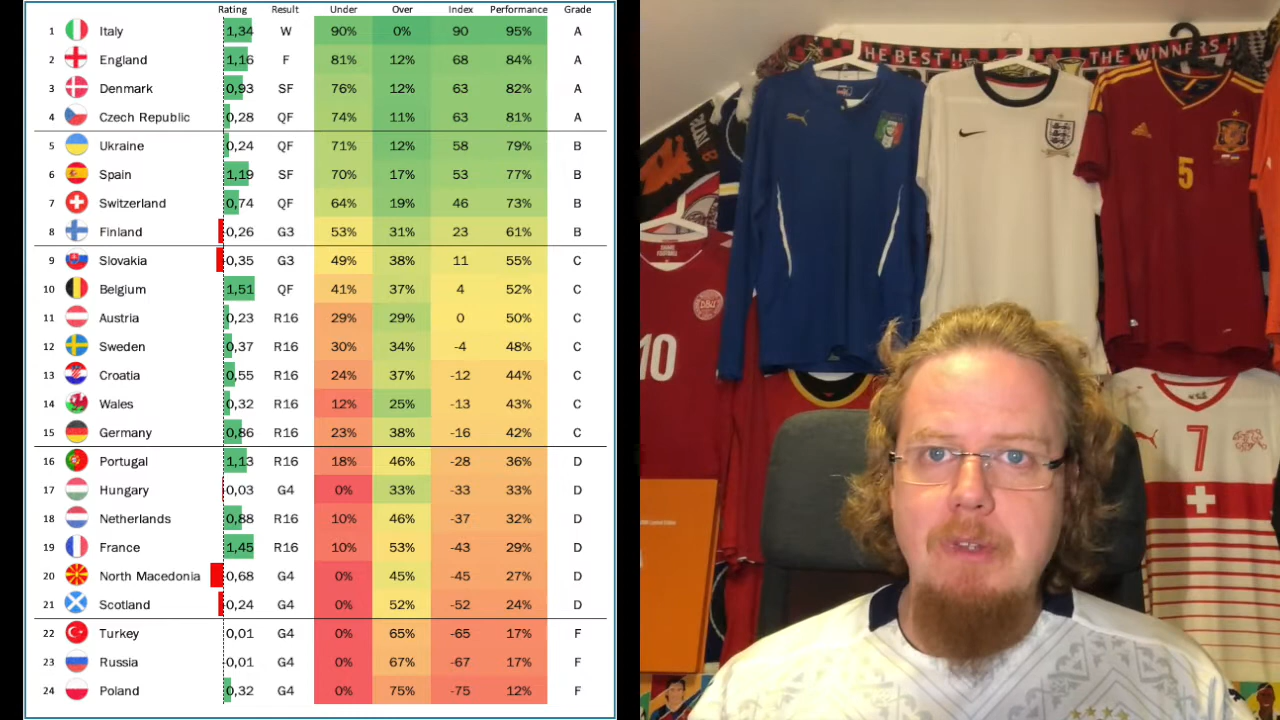 Rating Result Under Over Index Performance Grade
1 Italy 1,34 W 90% 0% 90 95% A
2 England 1,16 F 81% 12% 68 84% A
3 Denmark 0,93 SF 76% 12% 63 82% A
4 Czech Republic 0,28 QF 74% 11% 63 81% A
5 Ukraine 0,24 QF 71% 12% 58 79% B
6 Spain 1,19 SF 70% 17% 53 77% B
7 Switzerland 0,74 QF 64% 19% 46 73% B
8 Finland -0,26 G3 53% 31% 23 61% B
9 Slovakia -0,35 G3 49% 38% 11 55% C
10 Belgium 1,51 QF 41% 37% 4 52% C
11 Austria 0,23 R16 29% 29% 0 50% C
12 Sweden 0,37 R16 30% 34% -4 48% C
13 Croatia 0,55 R16 24% 37% -12 44% C
14 Wales 0,32 R16 12% 25% -13 43% C
15 Germany 0,86 R16 23% 38% -16 42% C
16 Portugal 1,13 R16 18% 46% -28 36% D
17 Hungary -0,03 G4 0% 33% -33 33% D
18 Netherlands 0,88 R16 10% 46% -37 32% D
19 France 1,45 R16 10% 53% -43 29% D
20 North Macedonia -0,68 G4 0% 45% -45 27% D
21 Scotland -0,24 G4 0% 52% -52 24% D
22 Turkey 0,01 G4 0% 65% -65 17% F
23 Russia -0,01 G4 0% 67% -67 17% F
24 Poland 0,32 G4 0% 75% -75 12% F
THE BEST !! THE WINNERS !!
5
10
7